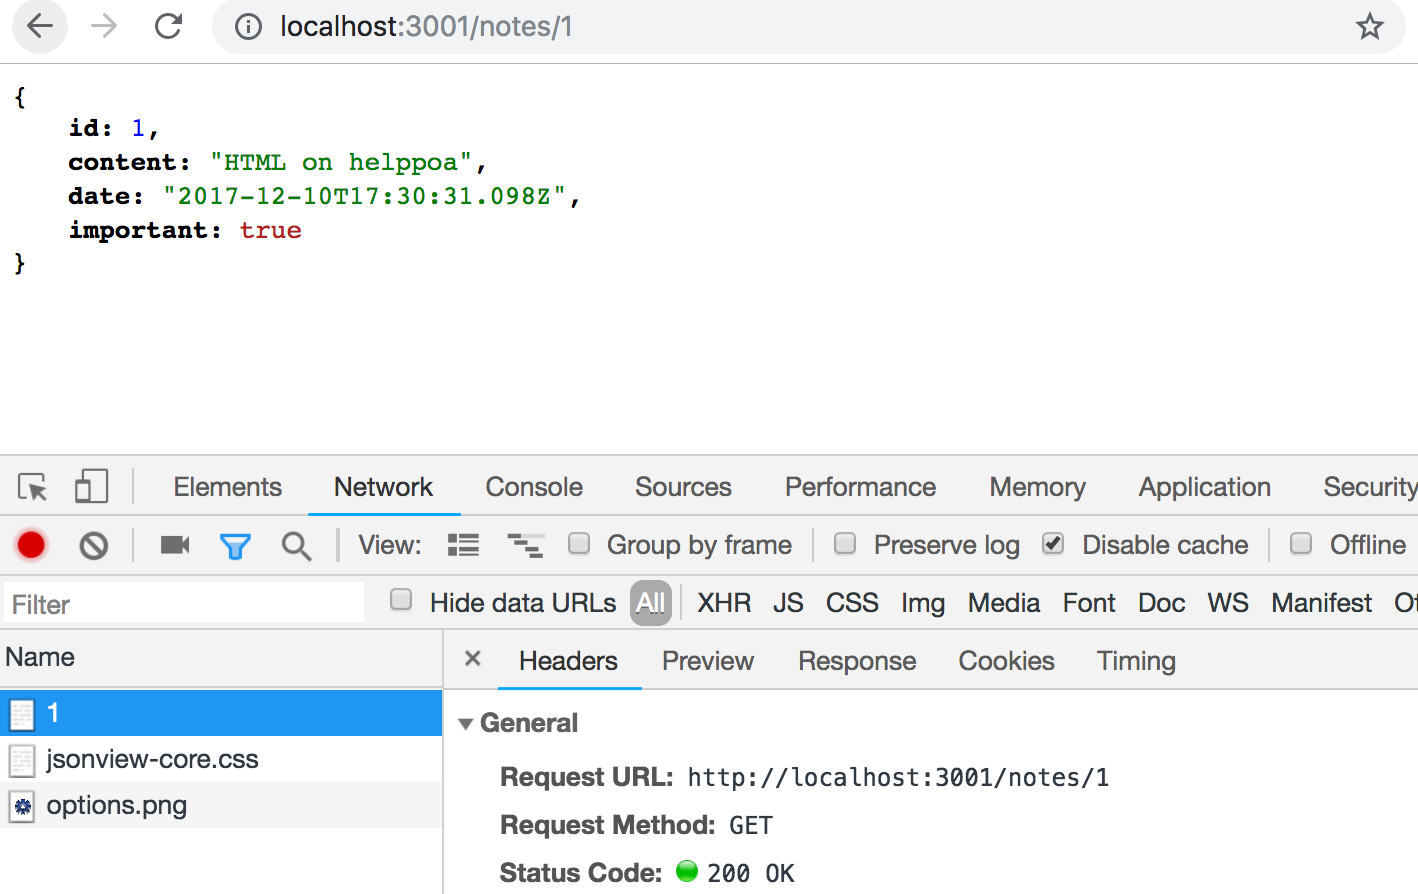 localhost:3001/notes/1
{
id: 1,
content: "HTML on helppoa",
date: "2017-12-10T17:30:31.098Z",
important: true
}
Elements Network Console Sources Performance Memory Application Security
View: Group by frame Preserve log Disable cache Offline
Filter Hide data URLs All XHR JS CSS Img Media Font Doc WS Manifest Ot
Name
× Headers Preview Response Cookies Timing
1
jsonview-core.css
options.png
General
Request URL: http://localhost:3001/notes/1
Request Method: GET
Status Code: 200 OK